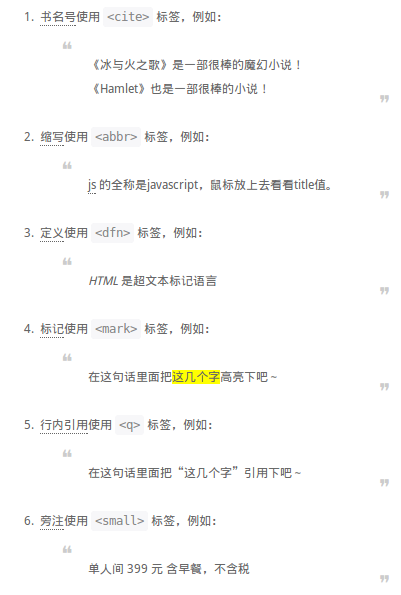 1. 书名号使用 <cite> 标签，例如：
❝
《冰与火之歌》是一部很棒的魔幻小说！
《Hamlet》也是一部很棒的小说！
❞
2. 缩写使用 <abbr> 标签，例如：
❝
js 的全称是javascript，鼠标放上去看看title值。
❞
3. 定义使用 <dfn> 标签，例如：
❝
HTML 是超文本标记语言
❞
4. 标记使用 <mark> 标签，例如：
❝
在这句话里面把这几个字高亮下吧 ~
❞
5. 行内引用使用 <q> 标签，例如：
❝
在这句话里面把“这几个字”引用下吧 ~
❞
6. 旁注使用 <small> 标签，例如：
❝
单人间 399 元 含早餐，不含税
❞